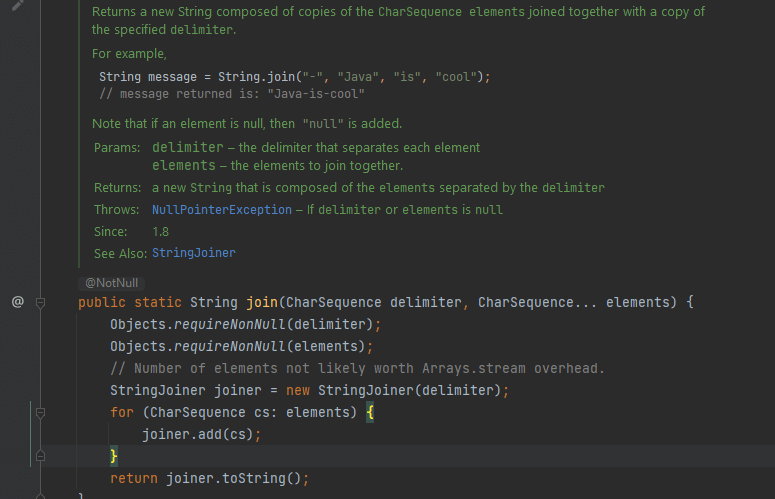 Returns a new String composed of copies of the CharSequence elements joined together with a copy of
the specified delimiter.
For example,
String message = String.join("-", "Java", "is", "cool");
// message returned is: "Java-is-cool"
Note that if an element is null, then "null" is added.
Params: delimiter – the delimiter that separates each element
elements – the elements to join together.
Returns: a new String that is composed of the elements separated by the delimiter
Throws: NullPointerException – If delimiter or elements is null
Since: 1.8
See Also: StringJoiner
@NotNull
@ public static String join(CharSequence delimiter, CharSequence... elements) {
Objects.requireNonNull(delimiter);
Objects.requireNonNull(elements);
// Number of elements not likely worth Arrays.stream overhead.
StringJoiner joiner = new StringJoiner(delimiter);
for (CharSequence cs: elements) {
joiner.add(cs);
}
return joiner.toString();
}